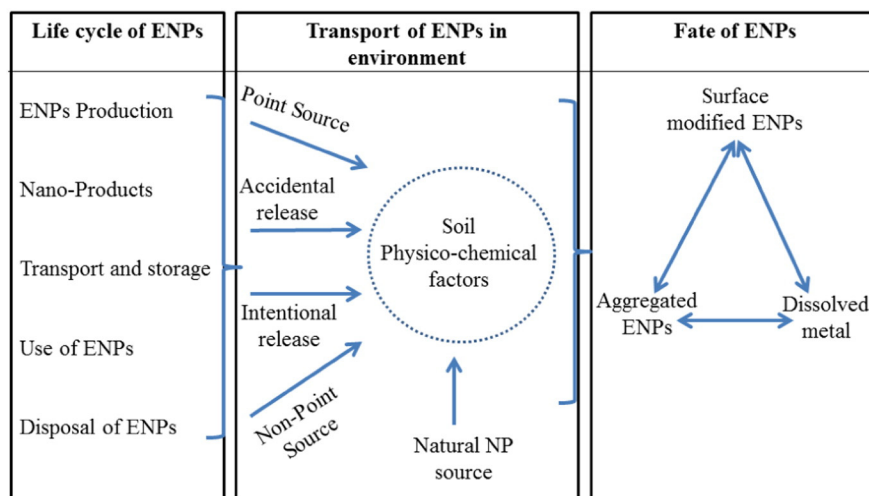 Life cycle of ENPs
ENPs Production
Nano-Products
Transport and storage
Use of ENPs
Disposal of ENPs
Transport of ENPs in
environment
Point Source
Accidental
release
Intentional
release
Non-Point
Source
Soil
Physico-chemical
factors
Natural NP
source
Fate of ENPs
Surface
modified ENPs
Aggregated
ENPs
Dissolved
metal